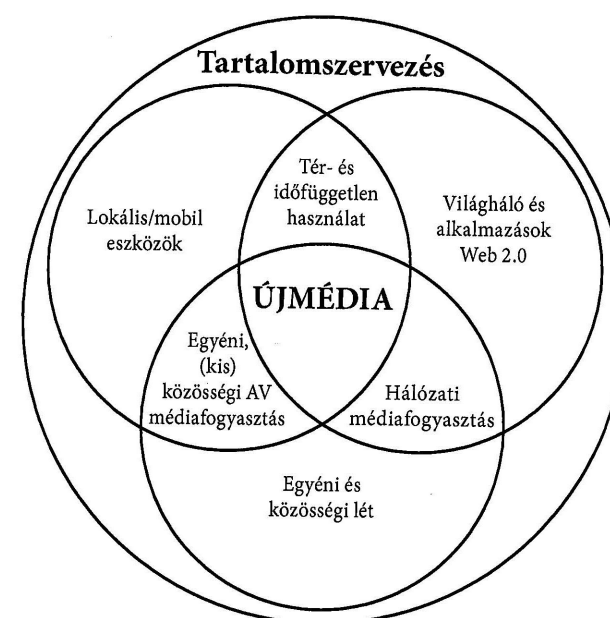 Tartalomszervezés
Tér- és
időfüggetlen
használat
Lokális/mobil
eszközök
Világháló és
alkalmazások
Web 2.0
ÚJMÉDIA
Egyéni,
(kis)
közösségi AV
médiafogyasztás
Hálózati
médiafogyasztás
Egyéni és
közösségi lét